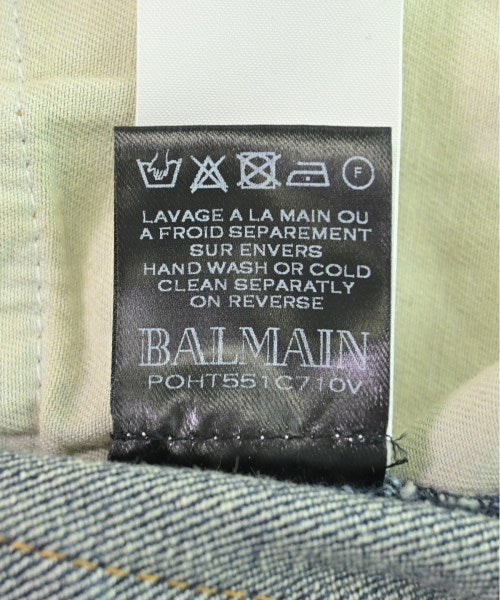 F
LAVAGE A LA MAIN OU
A FROID SEPAREMENT
SUR ENVERS
HAND WASH OR COLD
CLEAN SEPARATLY
ON REVERSE
BALMAIN
POHT551C710V